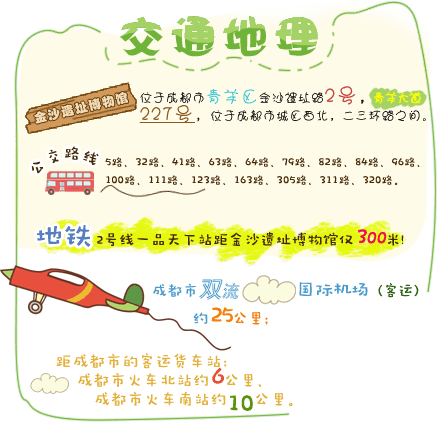 交通地理
金沙遗址博物馆
位于成都市青羊区金沙遗址路2号，青羊大道
227号，位于成都市城区西北，二三环路之间。
公交路线
5路、32路、41路、63路、64路、79路、82路、84路、96路、
100路、111路、123路、163路、305路、311路、320路。
地铁 2号线一品天下站距金沙遗址博物馆仅300米!
成都市双流国际机场（客运）
约25公里；
距成都市的客运货车站：
成都市火车北站约6公里、
成都市火车南站约10公里。